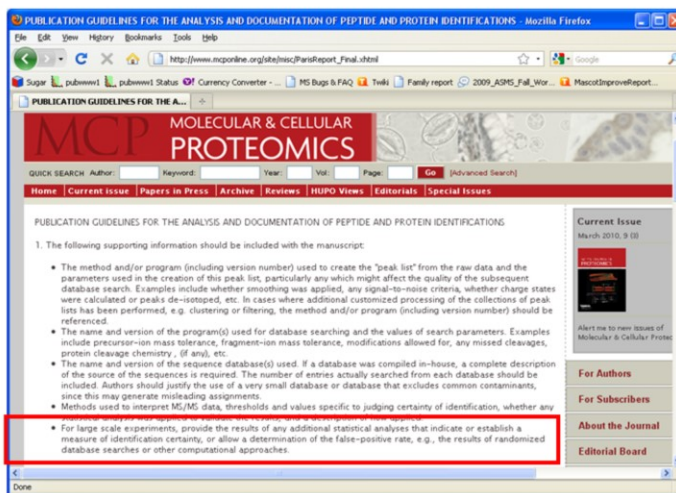 PUBLICATION GUIDELINES FOR THE ANALYSIS AND DOCUMENTATION OF PEPTIDE AND PROTEIN IDENTIFICATIONS - Mozilla Firefox
File Edit View History Bookmarks Tools Help
http://www.mcponline.org/site/misc/ParisReport_Final.xhtml
Google
Sugar pubwww1 pubwww1 Status Currency Converter - ... MS Bugs & FAQ Twiki Family report 2009_ASMS_Fall_Wor... MascotImproveReport...
PUBLICATION GUIDELINES FOR THE A...
MCP MOLECULAR & CELLULAR
PROTEOMICS
QUICK SEARCH Author: Keyword: Year: Vol: Page: Go [Advanced Search]
Home Current issue Papers in Press Archive Reviews HUPO Views Editorials Special Issues
PUBLICATION GUIDELINES FOR THE ANALYSIS AND DOCUMENTATION OF PEPTIDE AND PROTEIN IDENTIFICATIONS
1. The following supporting information should be included with the manuscript:
• The method and/or program (including version number) used to create the "peak list" from the raw data and the
parameters used in the creation of this peak list, particularly any which might affect the quality of the subsequent
database search. Examples include whether smoothing was applied, any signal-to-noise criteria, whether charge states
were calculated or peaks de-isotoped, etc. In cases where additional customized processing of the collections of peak
lists has been performed, e.g. clustering or filtering, the method and/or program (including version number) should be
referenced.
• The name and version of the program(s) used for database searching and the values of search parameters. Examples
include precursor-ion mass tolerance, fragment-ion mass tolerance, modifications allowed for, any missed cleavages,
protein cleavage chemistry , (if any), etc.
• The name and version of the sequence database(s) used. If a database was compiled in-house, a complete description
of the source of the sequences is required. The number of entries actually searched from each database should be
included. Authors should justify the use of a very small database or database that excludes common contaminants,
since this may generate misleading assignments.
• Methods used to interpret MS/MS data, thresholds and values specific to judging certainty of identification, whether any
• For large scale experiments, provide the results of any additional statistical analyses that indicate or establish a
measure of identification certainty, or allow a determination of the false-positive rate, e.g., the results of randomized
database searches or other computational approaches.
Current Issue
March 2010, 9 (3)
Alert me to new issues of
Molecular & Cellular Proteo
For Authors
For Subscribers
About the Journal
Editorial Board
Done